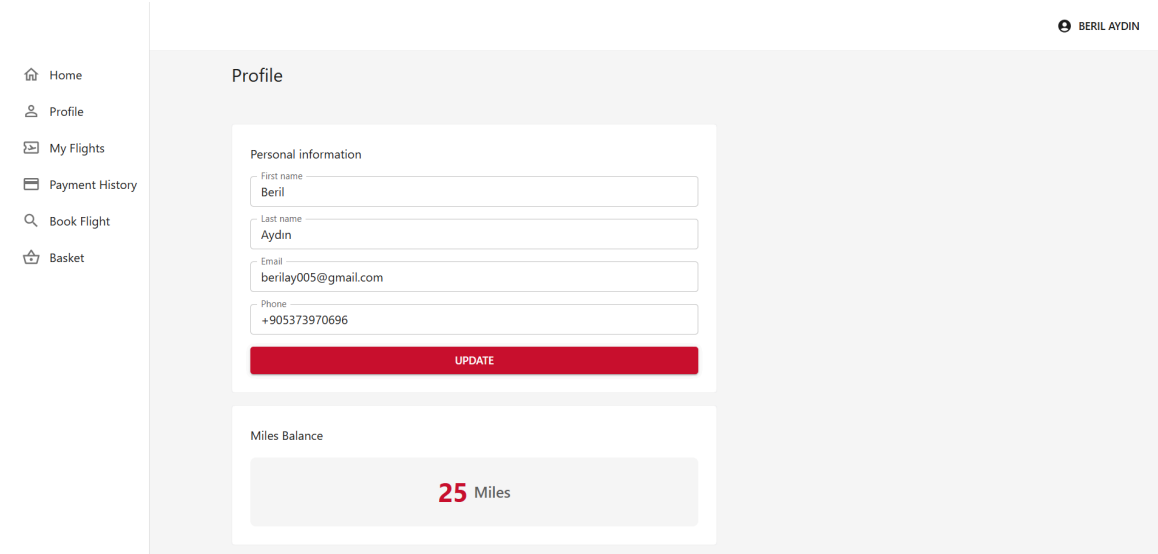 BERIL AYDIN
Home
Profile
My Flights
Payment History
Book Flight
Basket
Profile
Personal information
First name
Beril
Last name
Aydın
Email
berilay005@gmail.com
Phone
+905373970696
UPDATE
Miles Balance
25 Miles